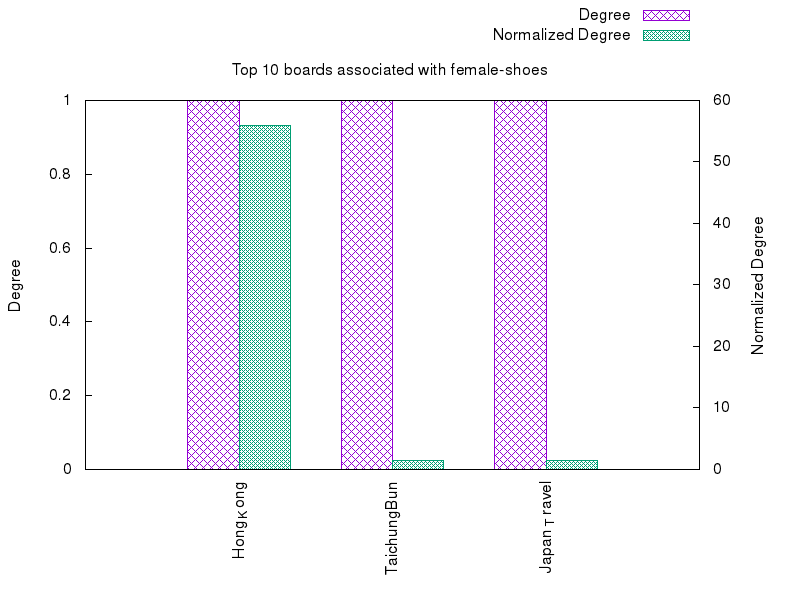 Degree
Normalized Degree
Top 10 boards associated with female-shoes
1
0.8
0.6
0.4
0.2
0
60
50
40
30
20
10
0
Degree
Normalized Degree
HongKong
TaichungBun
JapanTravel